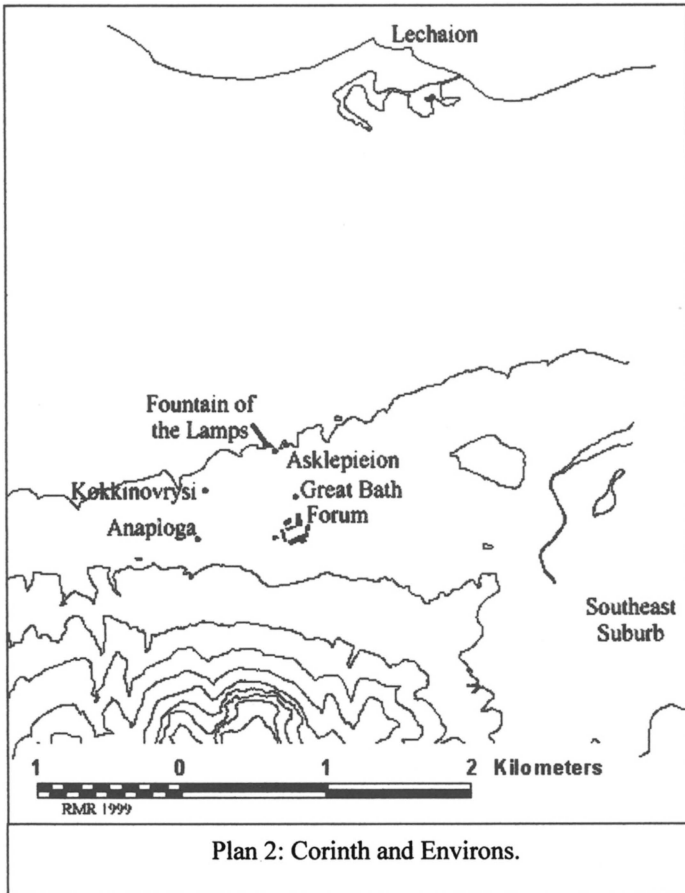 Lechaion
Fountain of
the Lamps
Asklepieion
Kokkinovrysi
Great Bath
Forum
Anaploga
Southeast
Suburb
1 0 1 2 Kilometers
RMR 1999
Plan 2: Corinth and Environs.